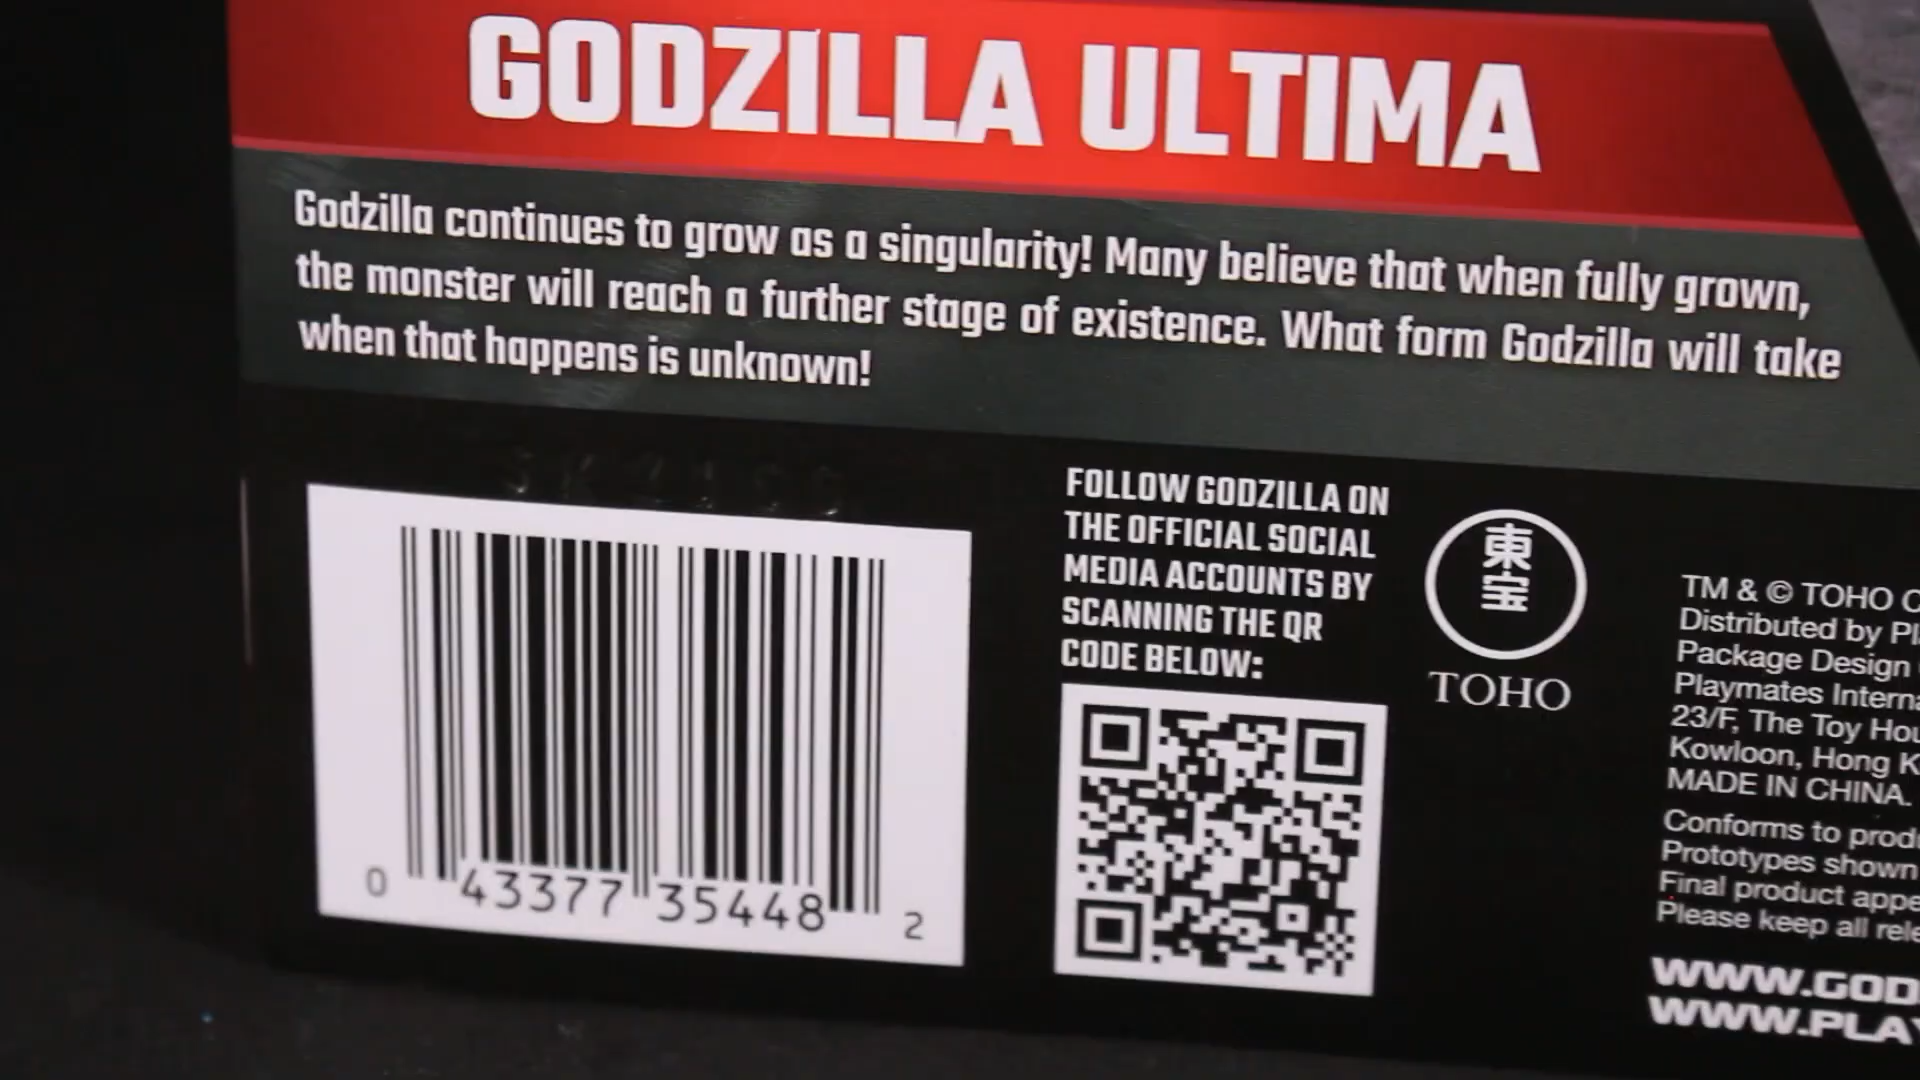 GODZILLA ULTIMA
Godzilla continues to grow as a singularity! Many believe that when fully grown,
the monster will reach a further stage of existence. What form Godzilla will take
when that happens is unknown!
0 43377 35448 2
FOLLOW GODZILLA ON
THE OFFICIAL SOCIAL
MEDIA ACCOUNTS BY
SCANNING THE QR
CODE BELOW:
東
宝
TOHO
TM & © TOHO
Distributed by
Package Design
Playmates
23/F, The Toy
Kowloon, Hong
MADE IN CHINA.
Conforms to
Prototypes shown
Final product
Please keep all
WWW.GOD
WWW.PLAY